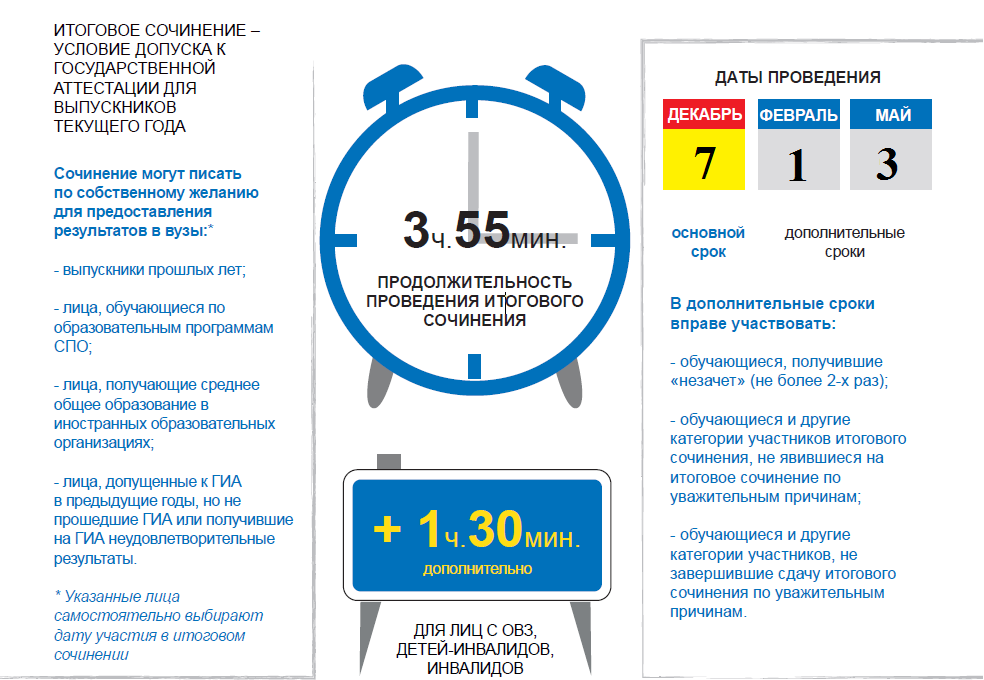 ИТОГОВОЕ СОЧИНЕНИЕ –
УСЛОВИЕ ДОПУСКА К
ГОСУДАРСТВЕННОЙ
АТТЕСТАЦИИ ДЛЯ
ВЫПУСКНИКОВ
ТЕКУЩЕГО ГОДА
Сочинение могут писать
по собственному желанию
для предоставления
результатов в вузы:*
- выпускники прошлых лет;
- лица, обучающиеся по
образовательным программам
СПО;
- лица, получающие среднее
общее образование в
иностранных образовательных
организациях;
- лица, допущенные к ГИА
в предыдущие годы, но не
прошедшие ГИА или получившие
на ГИА неудовлетворительные
результаты.
* Указанные лица
самостоятельно выбирают
дату участия в итоговом
сочинении
3ч.55мин.
ПРОДОЛЖИТЕЛЬНОСТЬ
ПРОВЕДЕНИЯ ИТОГОВОГО
СОЧИНЕНИЯ
+ 1ч.30мин.
дополнительно
ДЛЯ ЛИЦ С ОВЗ,
ДЕТЕЙ-ИНВАЛИДОВ,
ИНВАЛИДОВ
ДАТЫ ПРОВЕДЕНИЯ
ДЕКАБРЬ ФЕВРАЛЬ МАЙ
7 1 3
основной дополнительные
срок сроки
В дополнительные сроки
вправе участвовать:
- обучающиеся, получившие
«незачет» (не более 2-х раз);
- обучающиеся и другие
категории участников итогового
сочинения, не явившиеся на
итоговое сочинение по
уважительным причинам;
- обучающиеся и другие
категории участников, не
завершившие сдачу итогового
сочинения по уважительным
причинам.